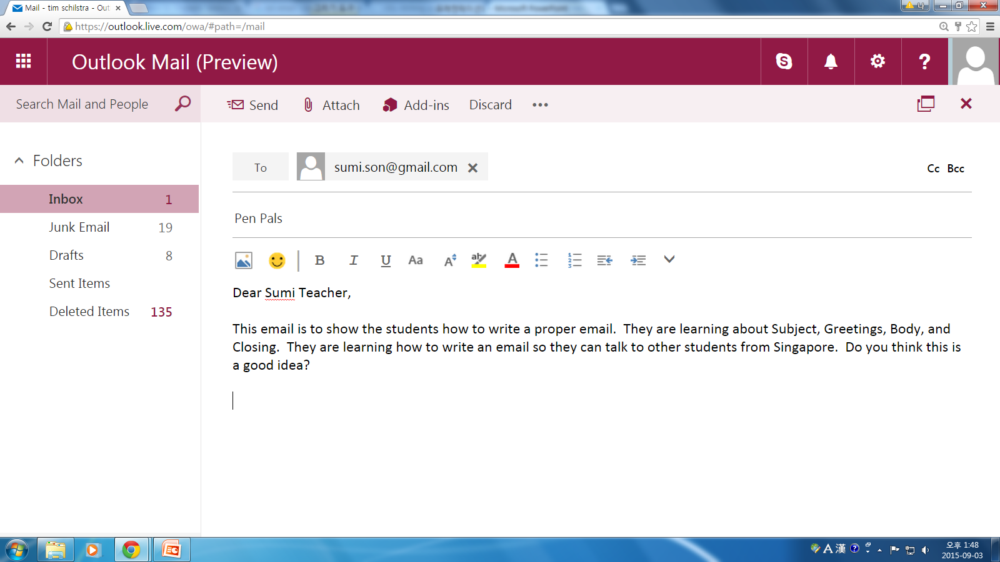 Mail - tim schilstra - Out
https://outlook.live.com/owa/#path=/mail
Outlook Mail (Preview)
Search Mail and People
Send Attach Add-ins Discard
Folders
To sumi.son@gmail.com Cc Bcc
Inbox 1
Pen Pals
Junk Email 19
Drafts 8
Sent Items
Deleted Items 135
Dear Sumi Teacher,
This email is to show the students how to write a proper email.  They are learning about Subject, Greetings, Body, and
Closing.  They are learning how to write an email so they can talk to other students from Singapore.  Do you think this is
a good idea?
A 漢
오후 1:48
2015-09-03